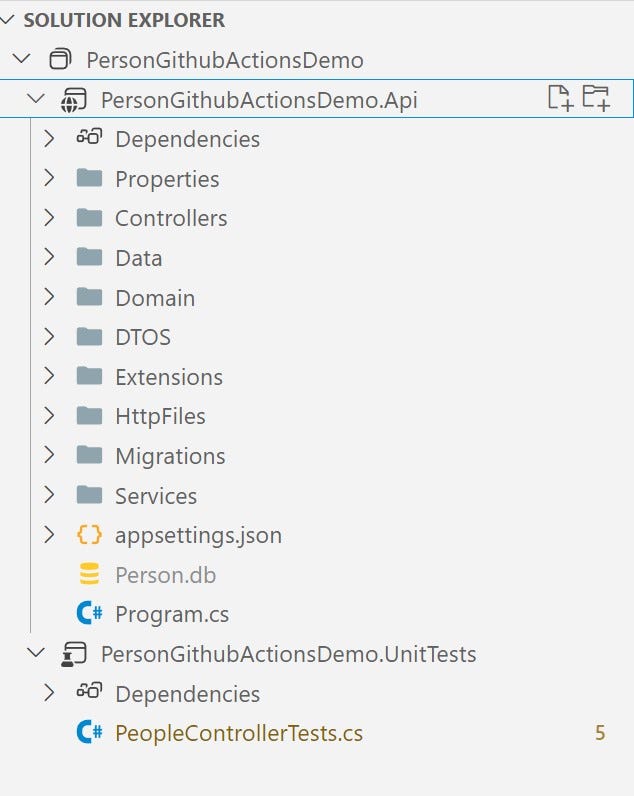 SOLUTION EXPLORER
PersonGithubActionsDemo
PersonGithubActionsDemo.Api
Dependencies
Properties
Controllers
Data
Domain
DTOS
Extensions
HttpFiles
Migrations
Services
{} appsettings.json
Person.db
C# Program.cs
PersonGithubActionsDemo.UnitTests
Dependencies
C# PeopleControllerTests.cs 5